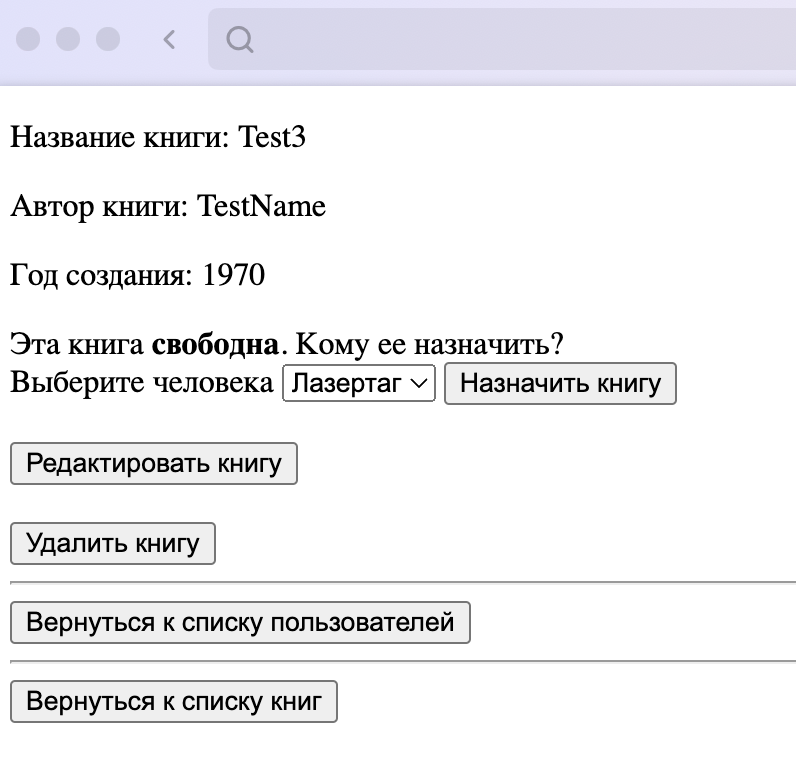 Название книги: Test3
Автор книги: TestName
Год создания: 1970
Эта книга свободна. Кому ее назначить?
Выберите человека Лазертаг Назначить книгу
Редактировать книгу
Удалить книгу
Вернуться к списку пользователей
Вернуться к списку книг